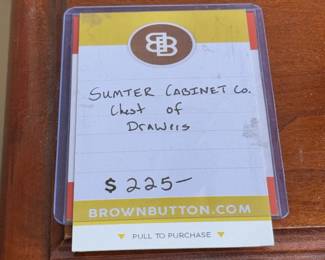 BB
SUMTER CABINET Co.
Chest of
Drawers
$ 225—
BROWNBUTTON.COM
PULL TO PURCHASE